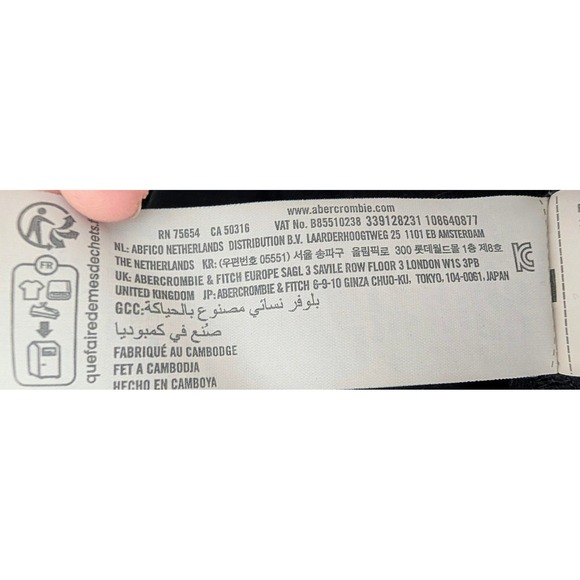 www.abercrombie.com
RN 75654 CA 50316 VAT No. B85510238 339128231 108640877
NL: ABFICO NETHERLANDS DISTRIBUTION B.V. LAARDERHOOGTWEG 25 1101 EB AMSTERDAM
THE NETHERLANDS KR: (우편번호 05551) 서울 송파구 올림픽로 300 롯데월드몰 1층 제8호
UK: ABERCROMBIE & FITCH EUROPE SAGL 3 SAVILE ROW FLOOR 3 LONDON W1S 3PB
UNITED KINGDOM JP: ABERCROMBIE & FITCH 6-9-10 GINZA CHUO-KU, TOKYO, 104-0061, JAPAN
GCC: بلوفر نسائي مصنوع بالحياكة
صُنع في كمبوديا
FABRIQUÉ AU CAMBODGE
FET A CAMBODJA
HECHO EN CAMBOYA
FR
quefairedemesdechets.f